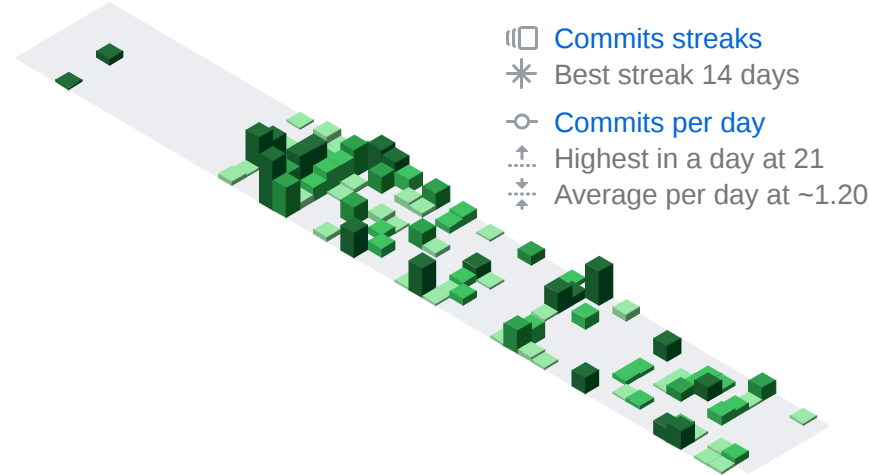 Commits streaks
Best streak 14 days
Commits per day
Highest in a day at 21
Average per day at ~1.20